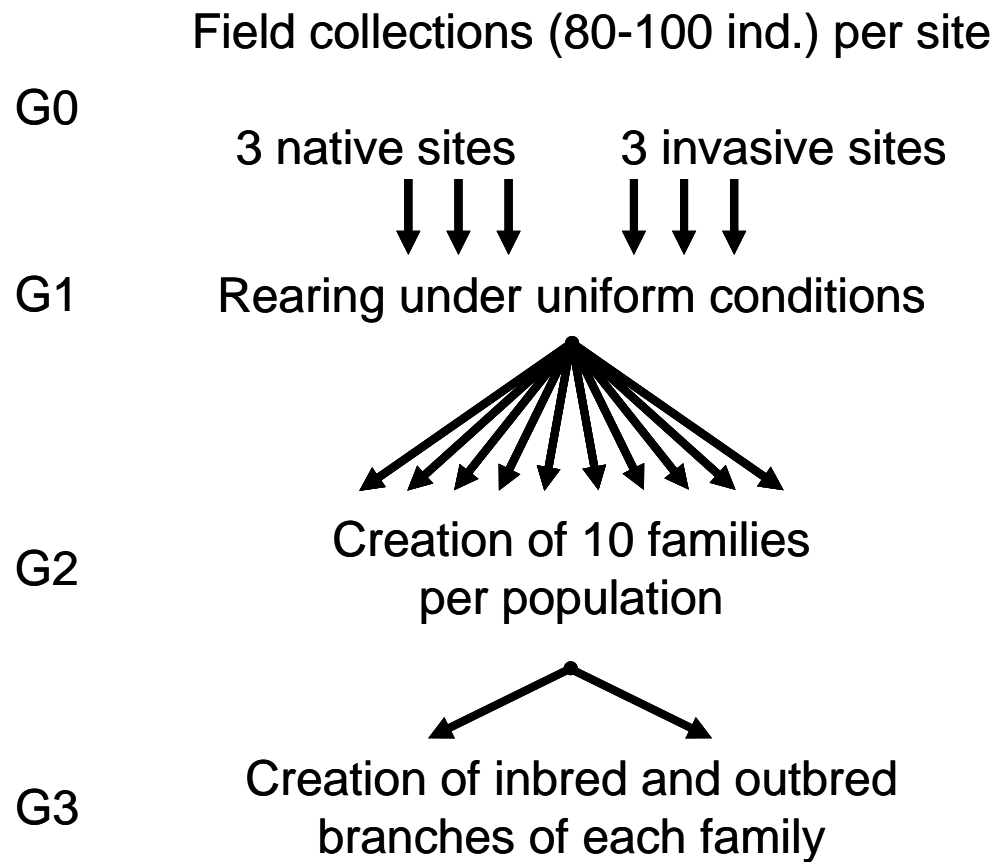 Field collections (80-100 ind.) per site
G0
3 native sites 3 invasive sites
G1 Rearing under uniform conditions
Creation of 10 families
G2
per population
Creation of inbred and outbred
G3
branches of each family